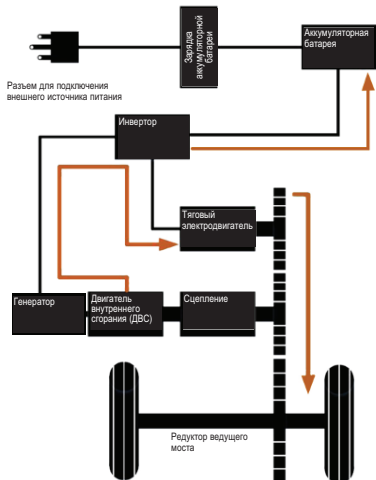 Зарядка
аккумуляторной
батареи
Аккумуляторная
батарея
Разъем для подключения
внешнего источника питания
Инвертор
Тяговый
электродвигатель
Генератор
Двигатель
внутреннего
сгорания (ДВС)
Сцепление
Редуктор ведущего
моста